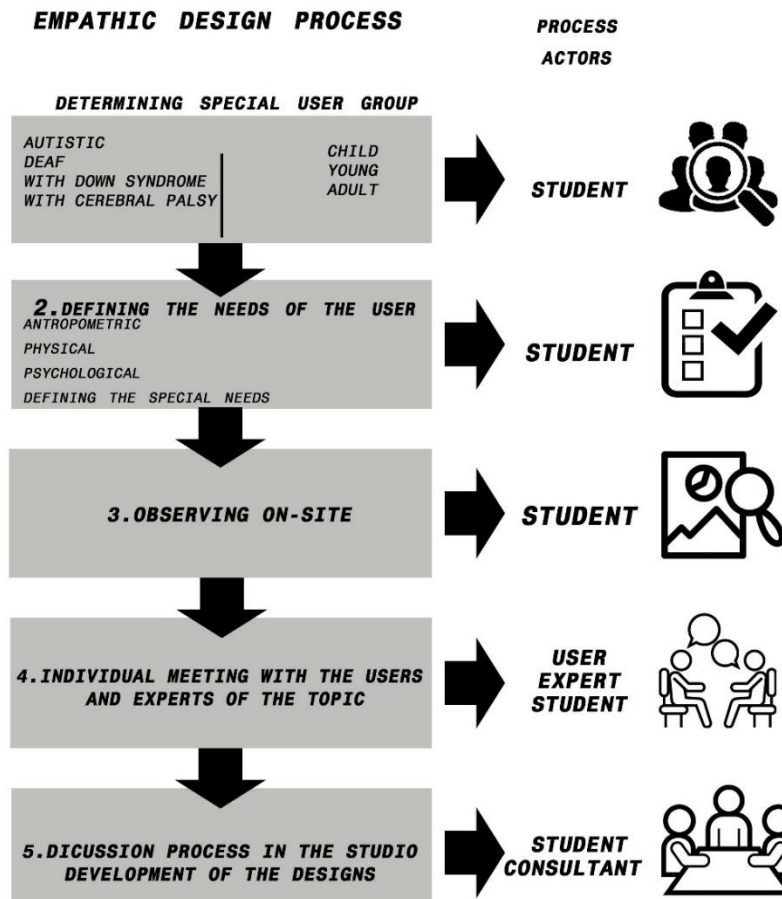 EMPATHIC DESIGN PROCESS
PROCESS
ACTORS
DETERMINING SPECIAL USER GROUP
AUTISTIC
DEAF
WITH DOWN SYNDROME
WITH CEREBRAL PALSY
CHILD
YOUNG
ADULT
STUDENT
2.DEFINING THE NEEDS OF THE USER
ANTROPOMETRIC
PHYSICAL
PSYCHOLOGICAL
DEFINING THE SPECIAL NEEDS
STUDENT
3.OBSERVING ON-SITE
STUDENT
4.INDIVIDUAL MEETING WITH THE USERS
AND EXPERTS OF THE TOPIC
USER
EXPERT
STUDENT
5.DICUSSION PROCESS IN THE STUDIO
DEVELOPMENT OF THE DESIGNS
STUDENT
CONSULTANT